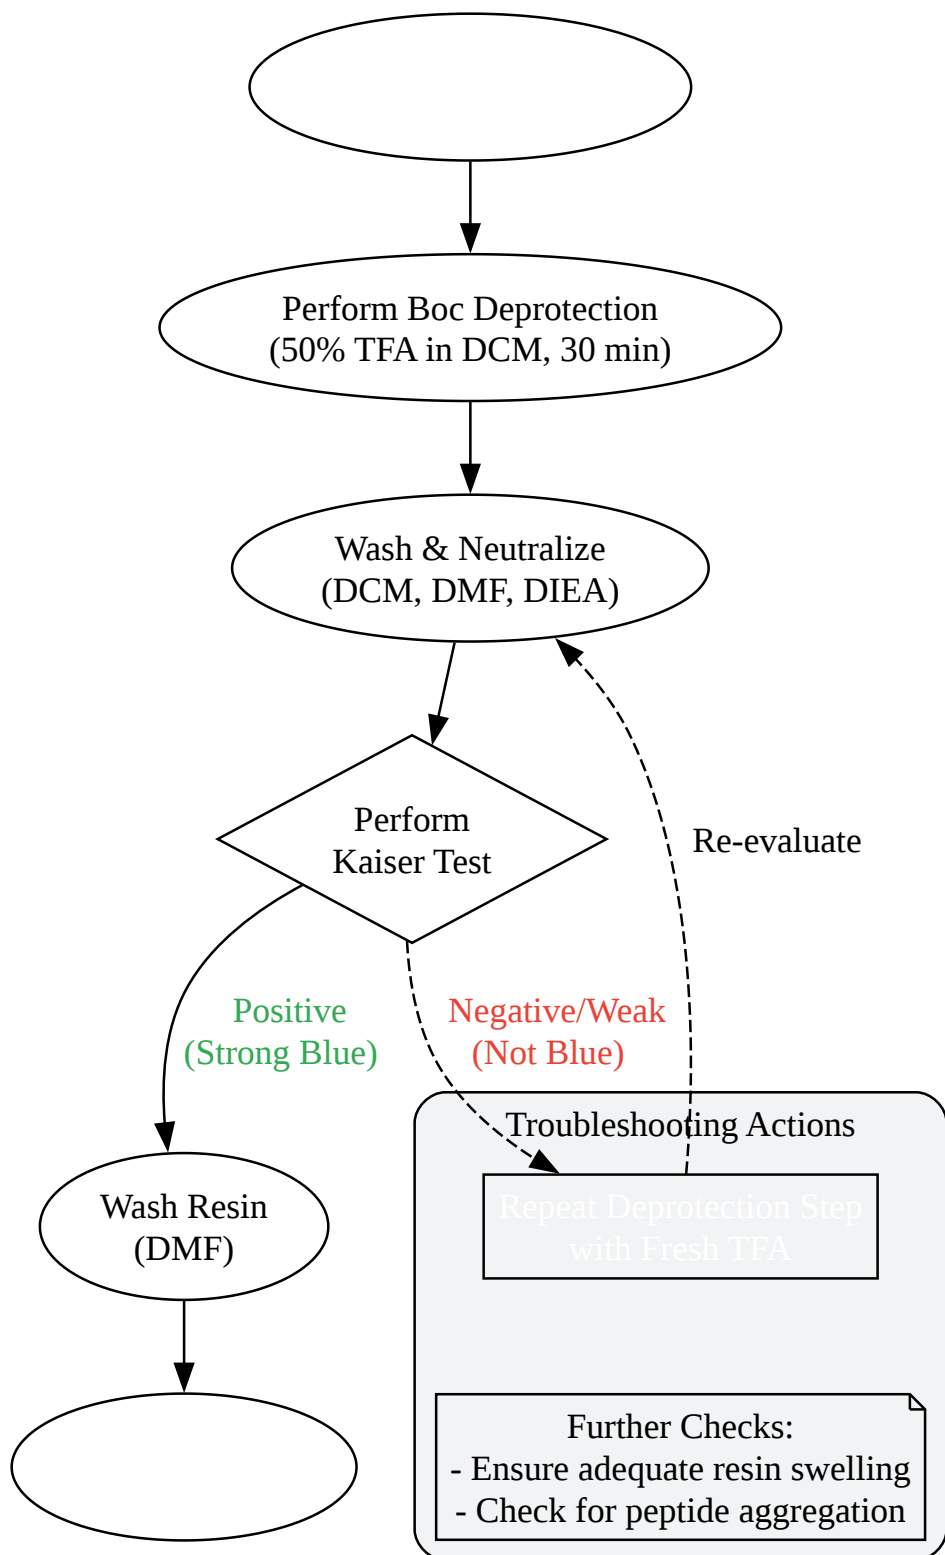 Perform Boc Deprotection
(50% TFA in DCM, 30 min)
Wash & Neutralize
(DCM, DMF, DIEA)
Perform
Kaiser Test
Re-evaluate
Positive
(Strong Blue)
Negative/Weak
(Not Blue)
Troubleshooting Actions
Wash Resin
(DMF)
Repeat Deprotection Step
with Fresh TFA
Further Checks:
- Ensure adequate resin swelling
- Check for peptide aggregation